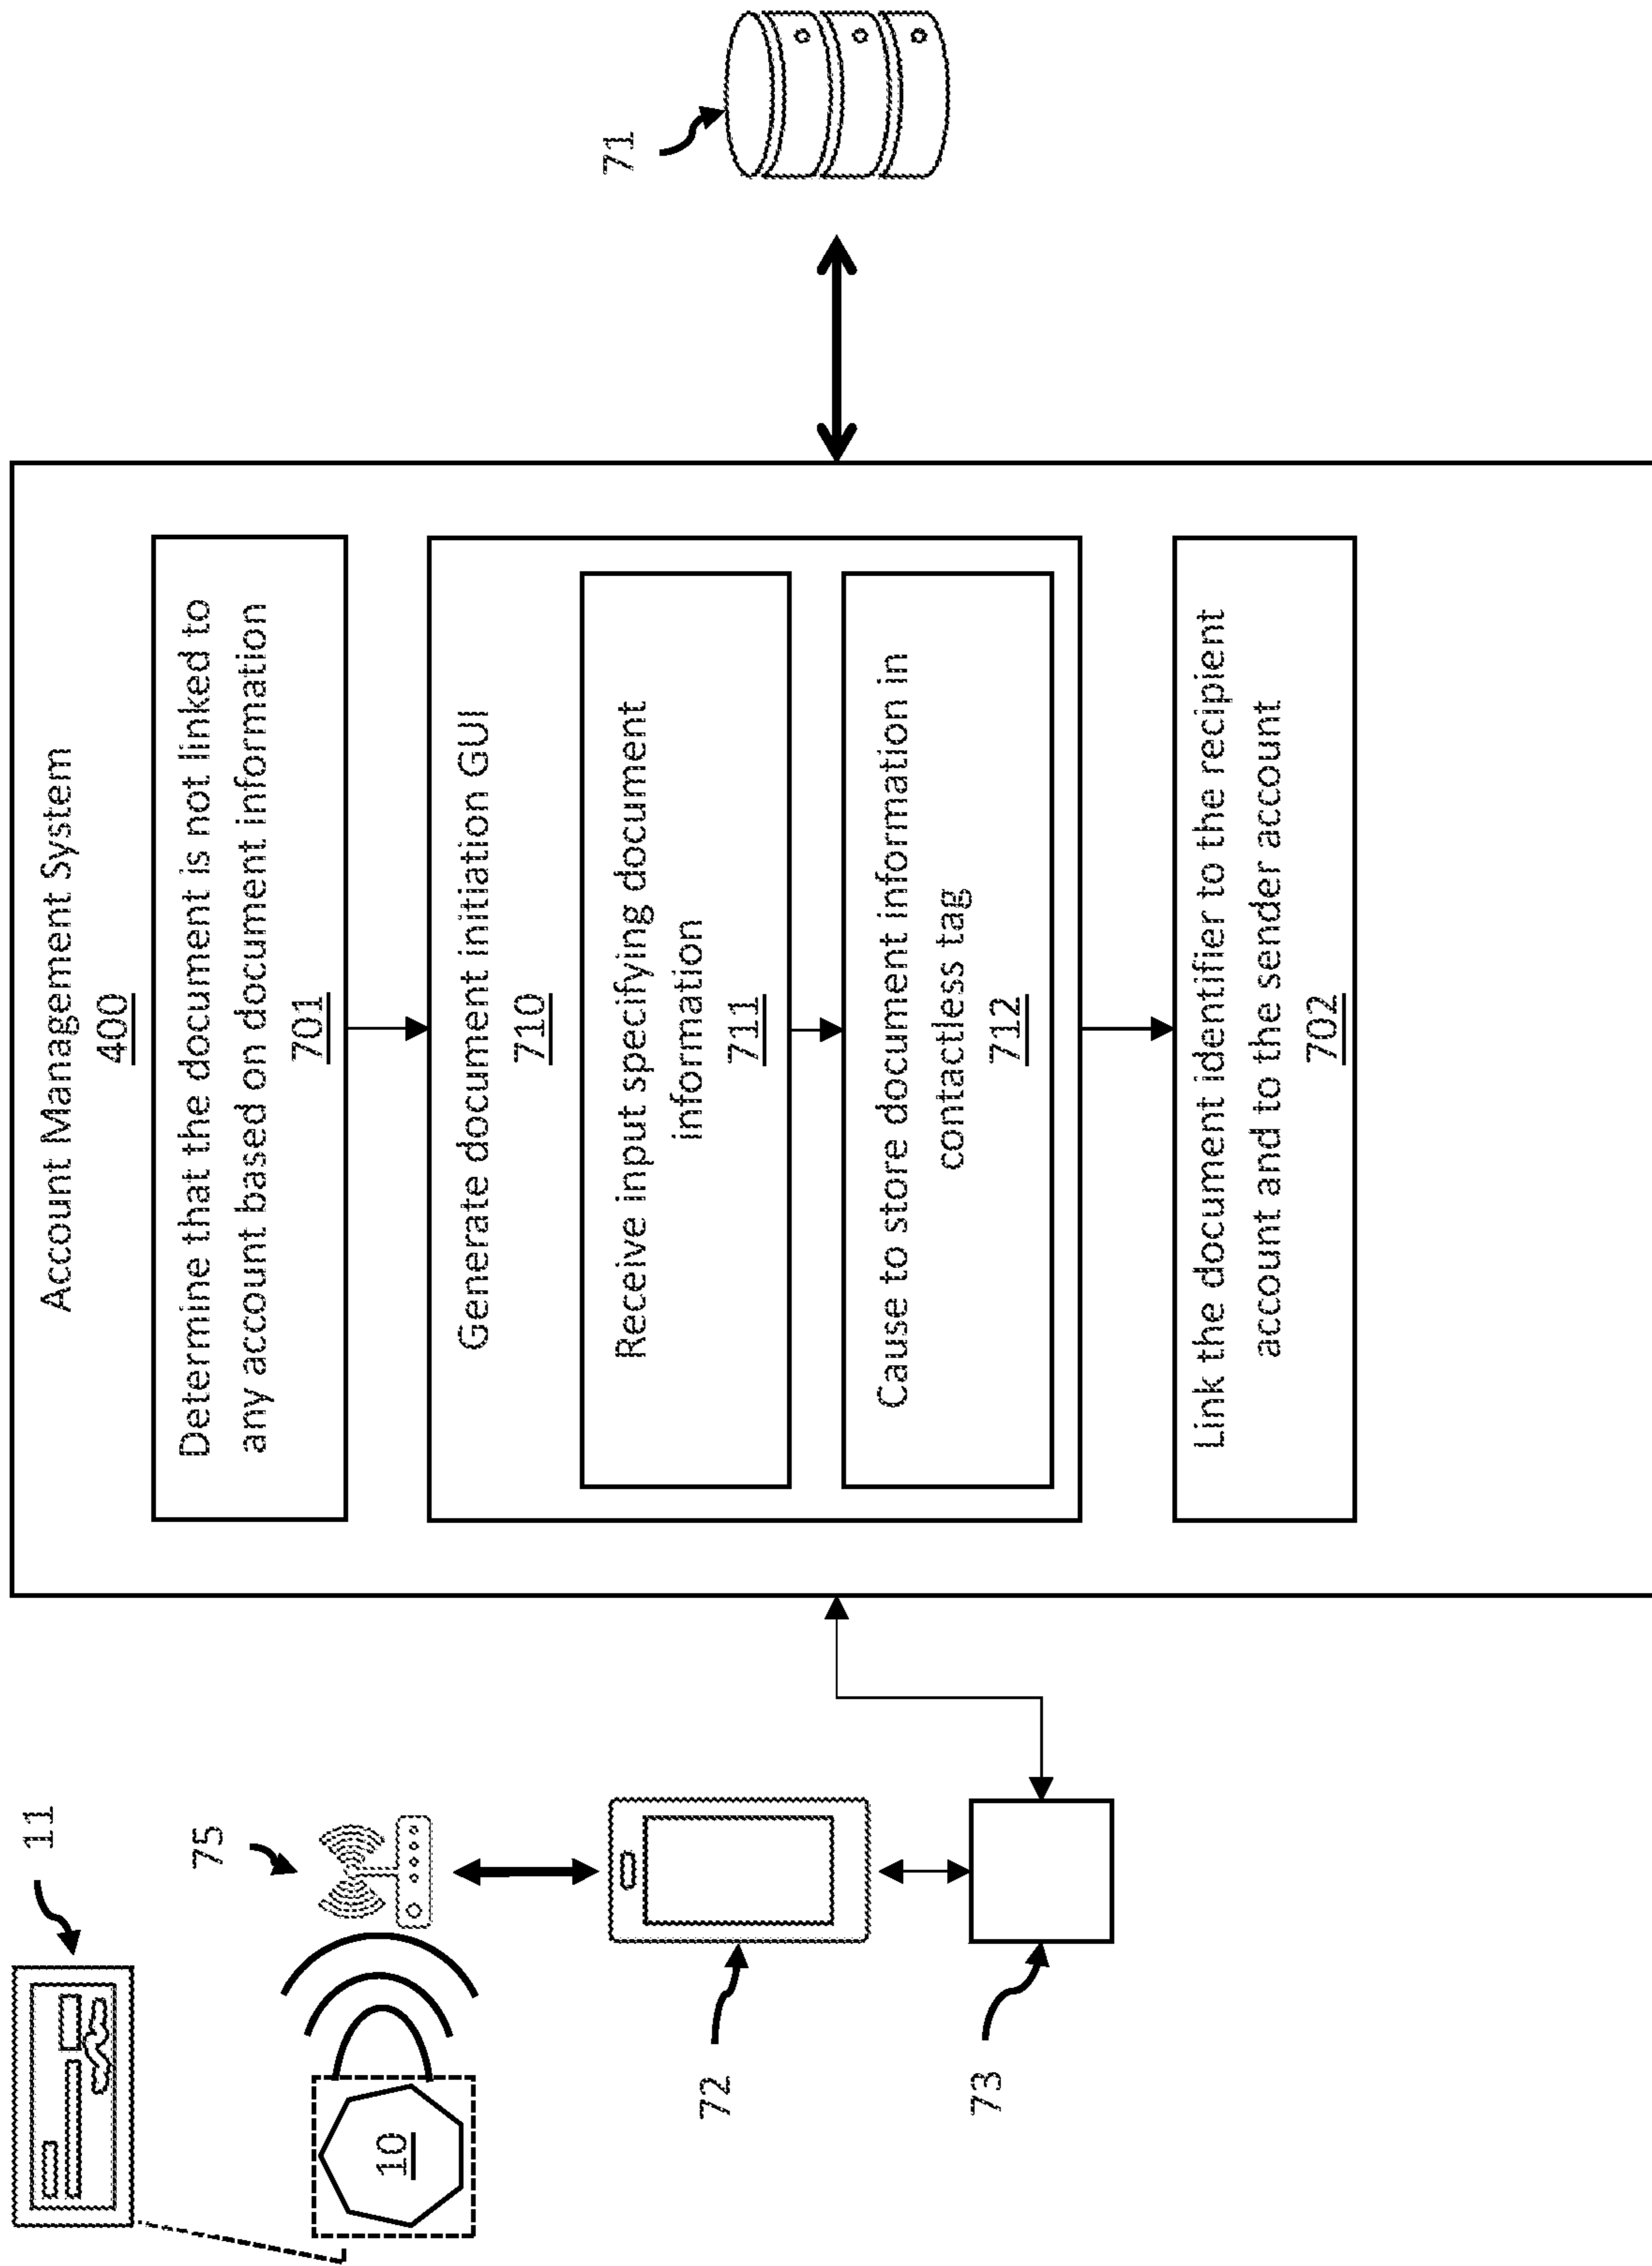 11
10
75
72
73
Account Management System
400
Determine that the document is not linked to
any account based on document information
701
Generate document initiation GUI
710
Receive input specifying document
information
711
Cause to store document information in
contactless tag
712
Link the document identifier to the recipient
account and to the sender account
702
71